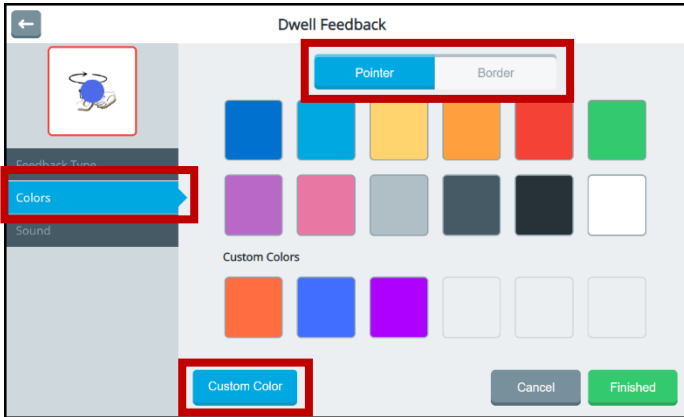 Dwell Feedback
Pointer
Border
Feedback Type
Colors
Sound
Custom Colors
Custom Color
Cancel
Finished